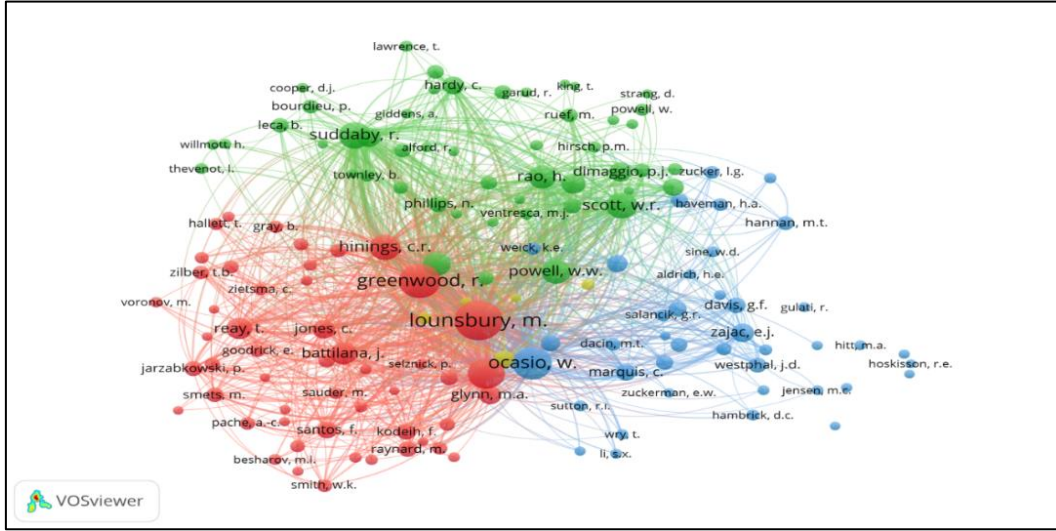 lawrence, t.
cooper, d.j.
hardy, c.
king, t.
garud, r.
strang, d.
bourdieu, p.
giddens, a.
ruef, m.
powell, w.
leca, b.
suddaby, r.
willmott, h.
alford, r.
hirsch, p.m.
thevenot, l.
townley, b.
rao, h.
dimaggio, p.j.
zucker, l.g.
phillips, n.
ventresca, m.j.
scott, w.r.
haveman, h.a.
hallett, t.
gray, b.
hannan, m.t.
hinings, c.r.
weick, k.e.
sine, w.d.
zilber, t.b.
greenwood, r.
powell, w.w.
aldrich, h.e.
zietsma, c.
voronov, m.
lounsbury, m.
salancik, g.r.
davis, g.f.
gulati, r.
reay, t.
jones, c.
zajac, e.j.
goodrick, e.
battilana, j.
selznick, p.
ocasio, w.
dacin, m.t.
hitt, m.a.
jarzabkowski, p.
marquis, c.
westphal, j.d.
hoskisson, r.e.
smets, m.
sauder, m.
glynn, m.a.
zuckerman, e.w.
jensen, m.c.
pache, a.-c.
sutton, r.i.
hambrick, d.c.
santos, f.
kodeih, f.
wry, t.
raynard, m.
li, s.x.
besharov, m.l.
smith, w.k.
VOSviewer